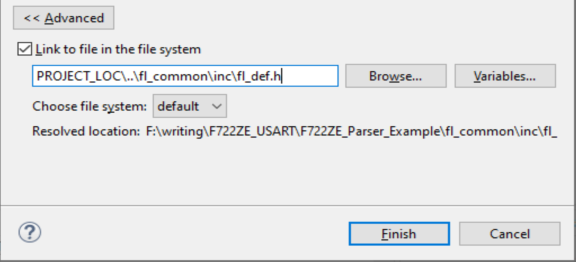 << Advanced
Link to file in the file system
PROJECT_LOC\..\fl_common\inc\fl_def.h
Browse...
Variables...
Choose file system:
default
Resolved location: F:\writing\F722ZE_USART\F722ZE_Parser_Example\fl_common\inc\fl_
?
Finish
Cancel